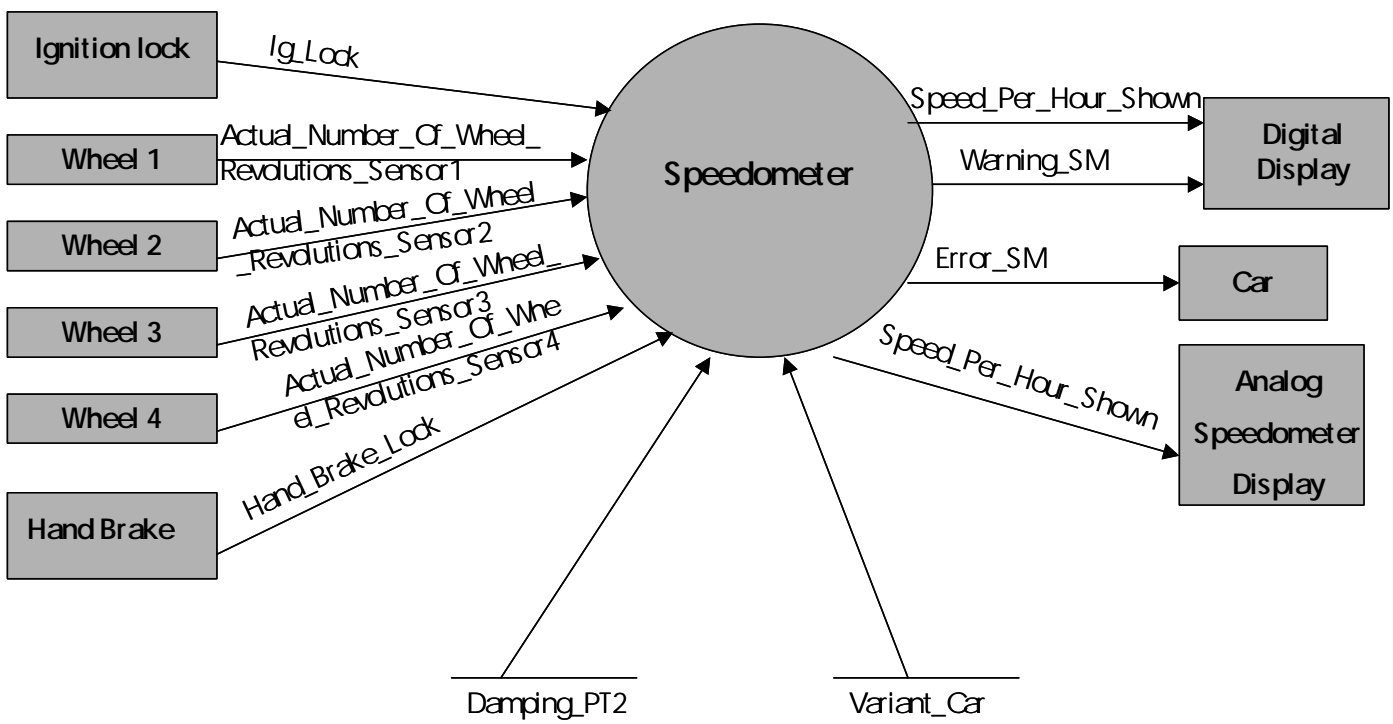 Ignition lock
Ig_Lock
Wheel 1
Actual_Number_Of_Wheel_
Revolutions_Sensor1
Wheel 2
Actual_Number_Of_Wheel
_Revolutions_Sensor2
Wheel 3
Actual_Number_Of_Wheel_
Revolutions_Sensor3
Wheel 4
Actual_Number_Of_Whe
el_Revolutions_Sensor4
Hand Brake
Hand_Brake_Lock
Speedometer
Speed_Per_Hour_Shown
Warning_SM
Digital
Display
Error_SM
Car
Speed_Per_Hour_Shown
Analog
Speedometer
Display
Damping_PT2
Variant_Car